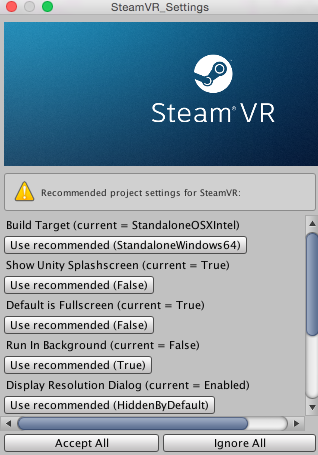 SteamVR_Settings
Steam®VR
Recommended project settings for SteamVR:
Build Target (current = StandaloneOSXIntel)
Use recommended (StandaloneWindows64)
Show Unity Splashscreen (current = True)
Use recommended (False)
Default is Fullscreen (current = True)
Use recommended (False)
Run In Background (current = False)
Use recommended (True)
Display Resolution Dialog (current = Enabled)
Use recommended (HiddenByDefault)
Accept All
Ignore All